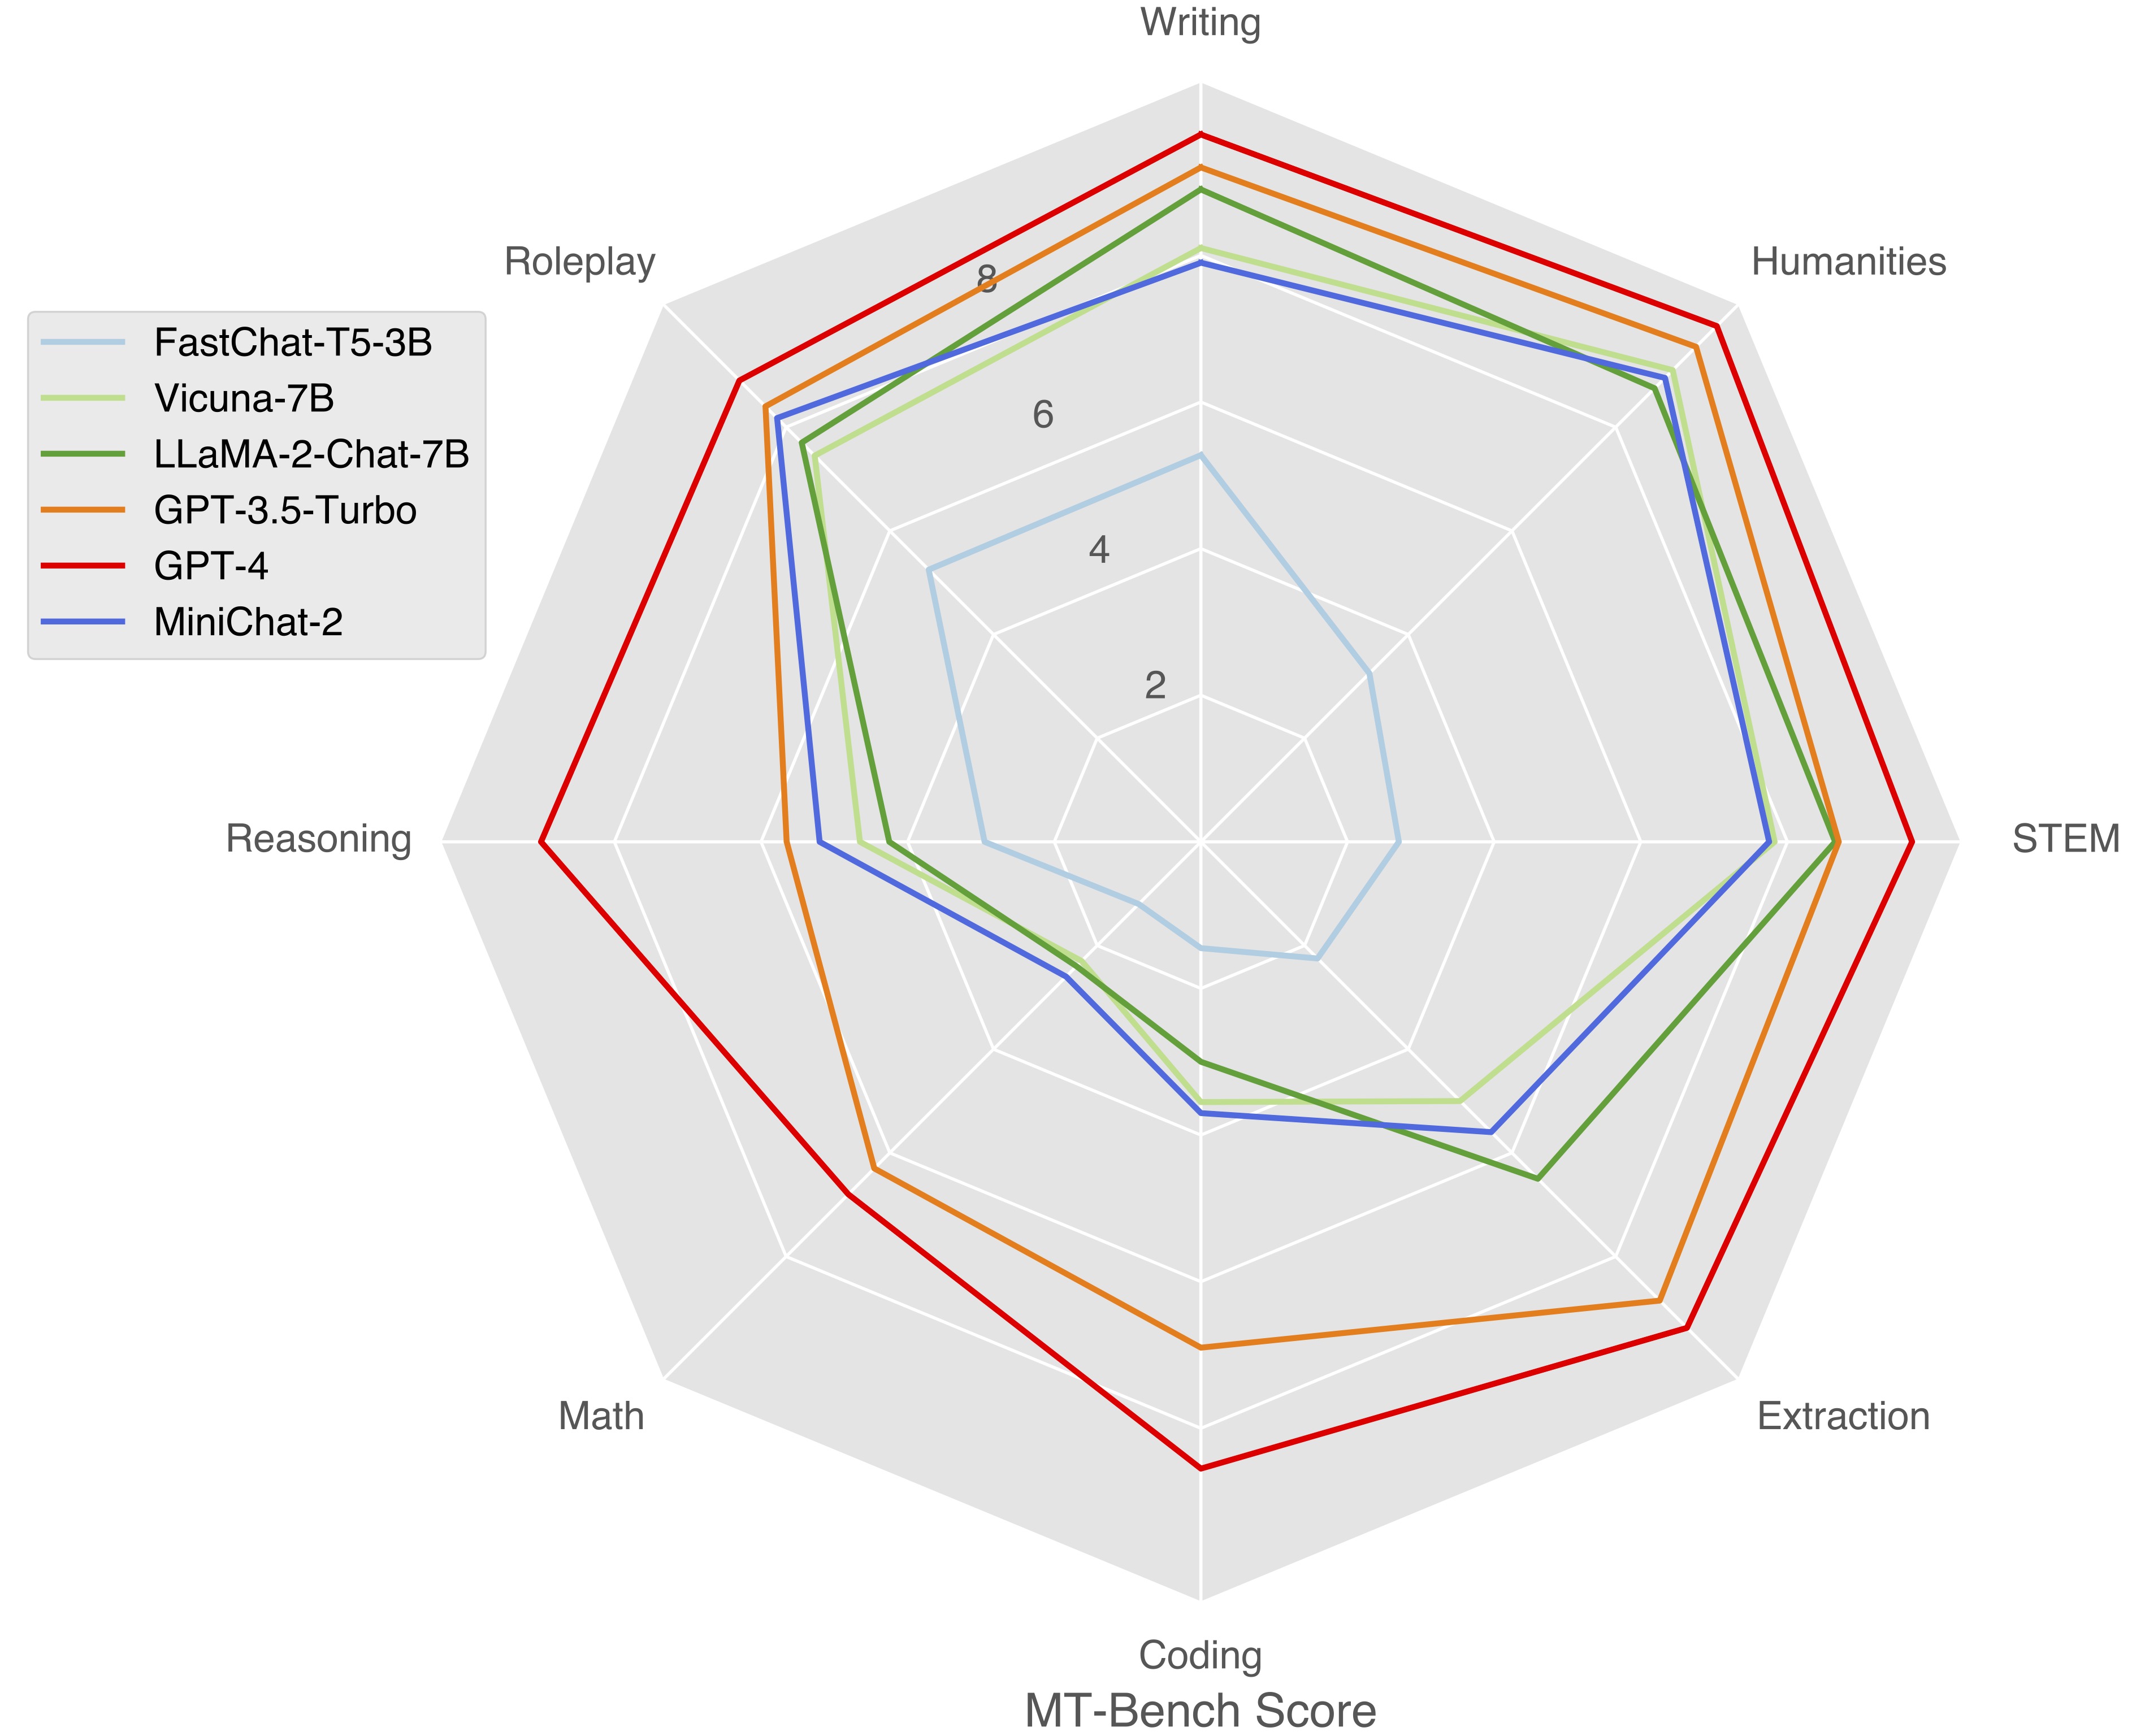 Writing
Roleplay
Humanities
8
6
4
2
FastChat-T5-3B
Vicuna-7B
LLaMA-2-Chat-7B
GPT-3.5-Turbo
GPT-4
MiniChat-2
Reasoning
STEM
Math
Extraction
Coding
MT-Bench Score